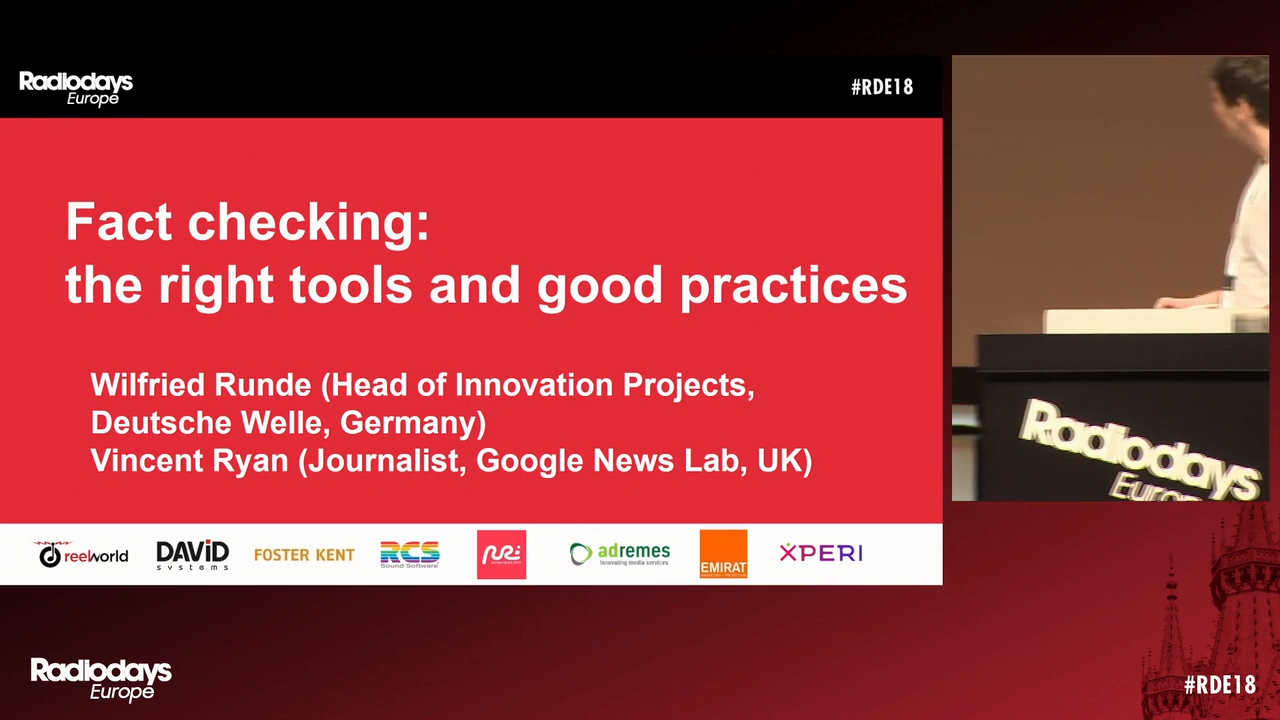 Radiodays
Europe
#RDE18
Fact checking:
the right tools and good practices
Wilfried Runde (Head of Innovation Projects,
Deutsche Welle, Germany)
Vincent Ryan (Journalist, Google News Lab, UK)
reelworld
DAVID
systems
FOSTER KENT
RCS
Sound Software
adremes
innovating media services
EMIRAT
XPERI
Radiodays
Europe
Radiodays
Europe
#RDE18